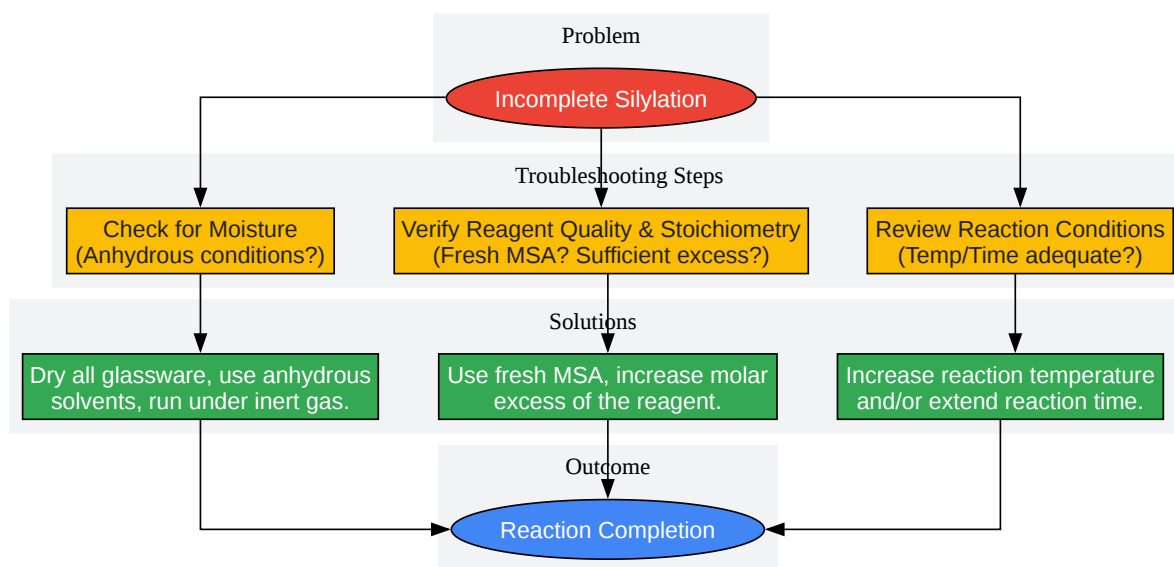 Problem
Incomplete Silylation
Troubleshooting Steps
Check for Moisture
(Anhydrous conditions?)
Verify Reagent Quality & Stoichiometry
(Fresh MSA? Sufficient excess?)
Review Reaction Conditions
(Temp/Time adequate?)
Solutions
Dry all glassware, use anhydrous
solvents, run under inert gas.
Use fresh MSA, increase molar
excess of the reagent.
Increase reaction temperature
and/or extend reaction time.
Outcome
Reaction Completion